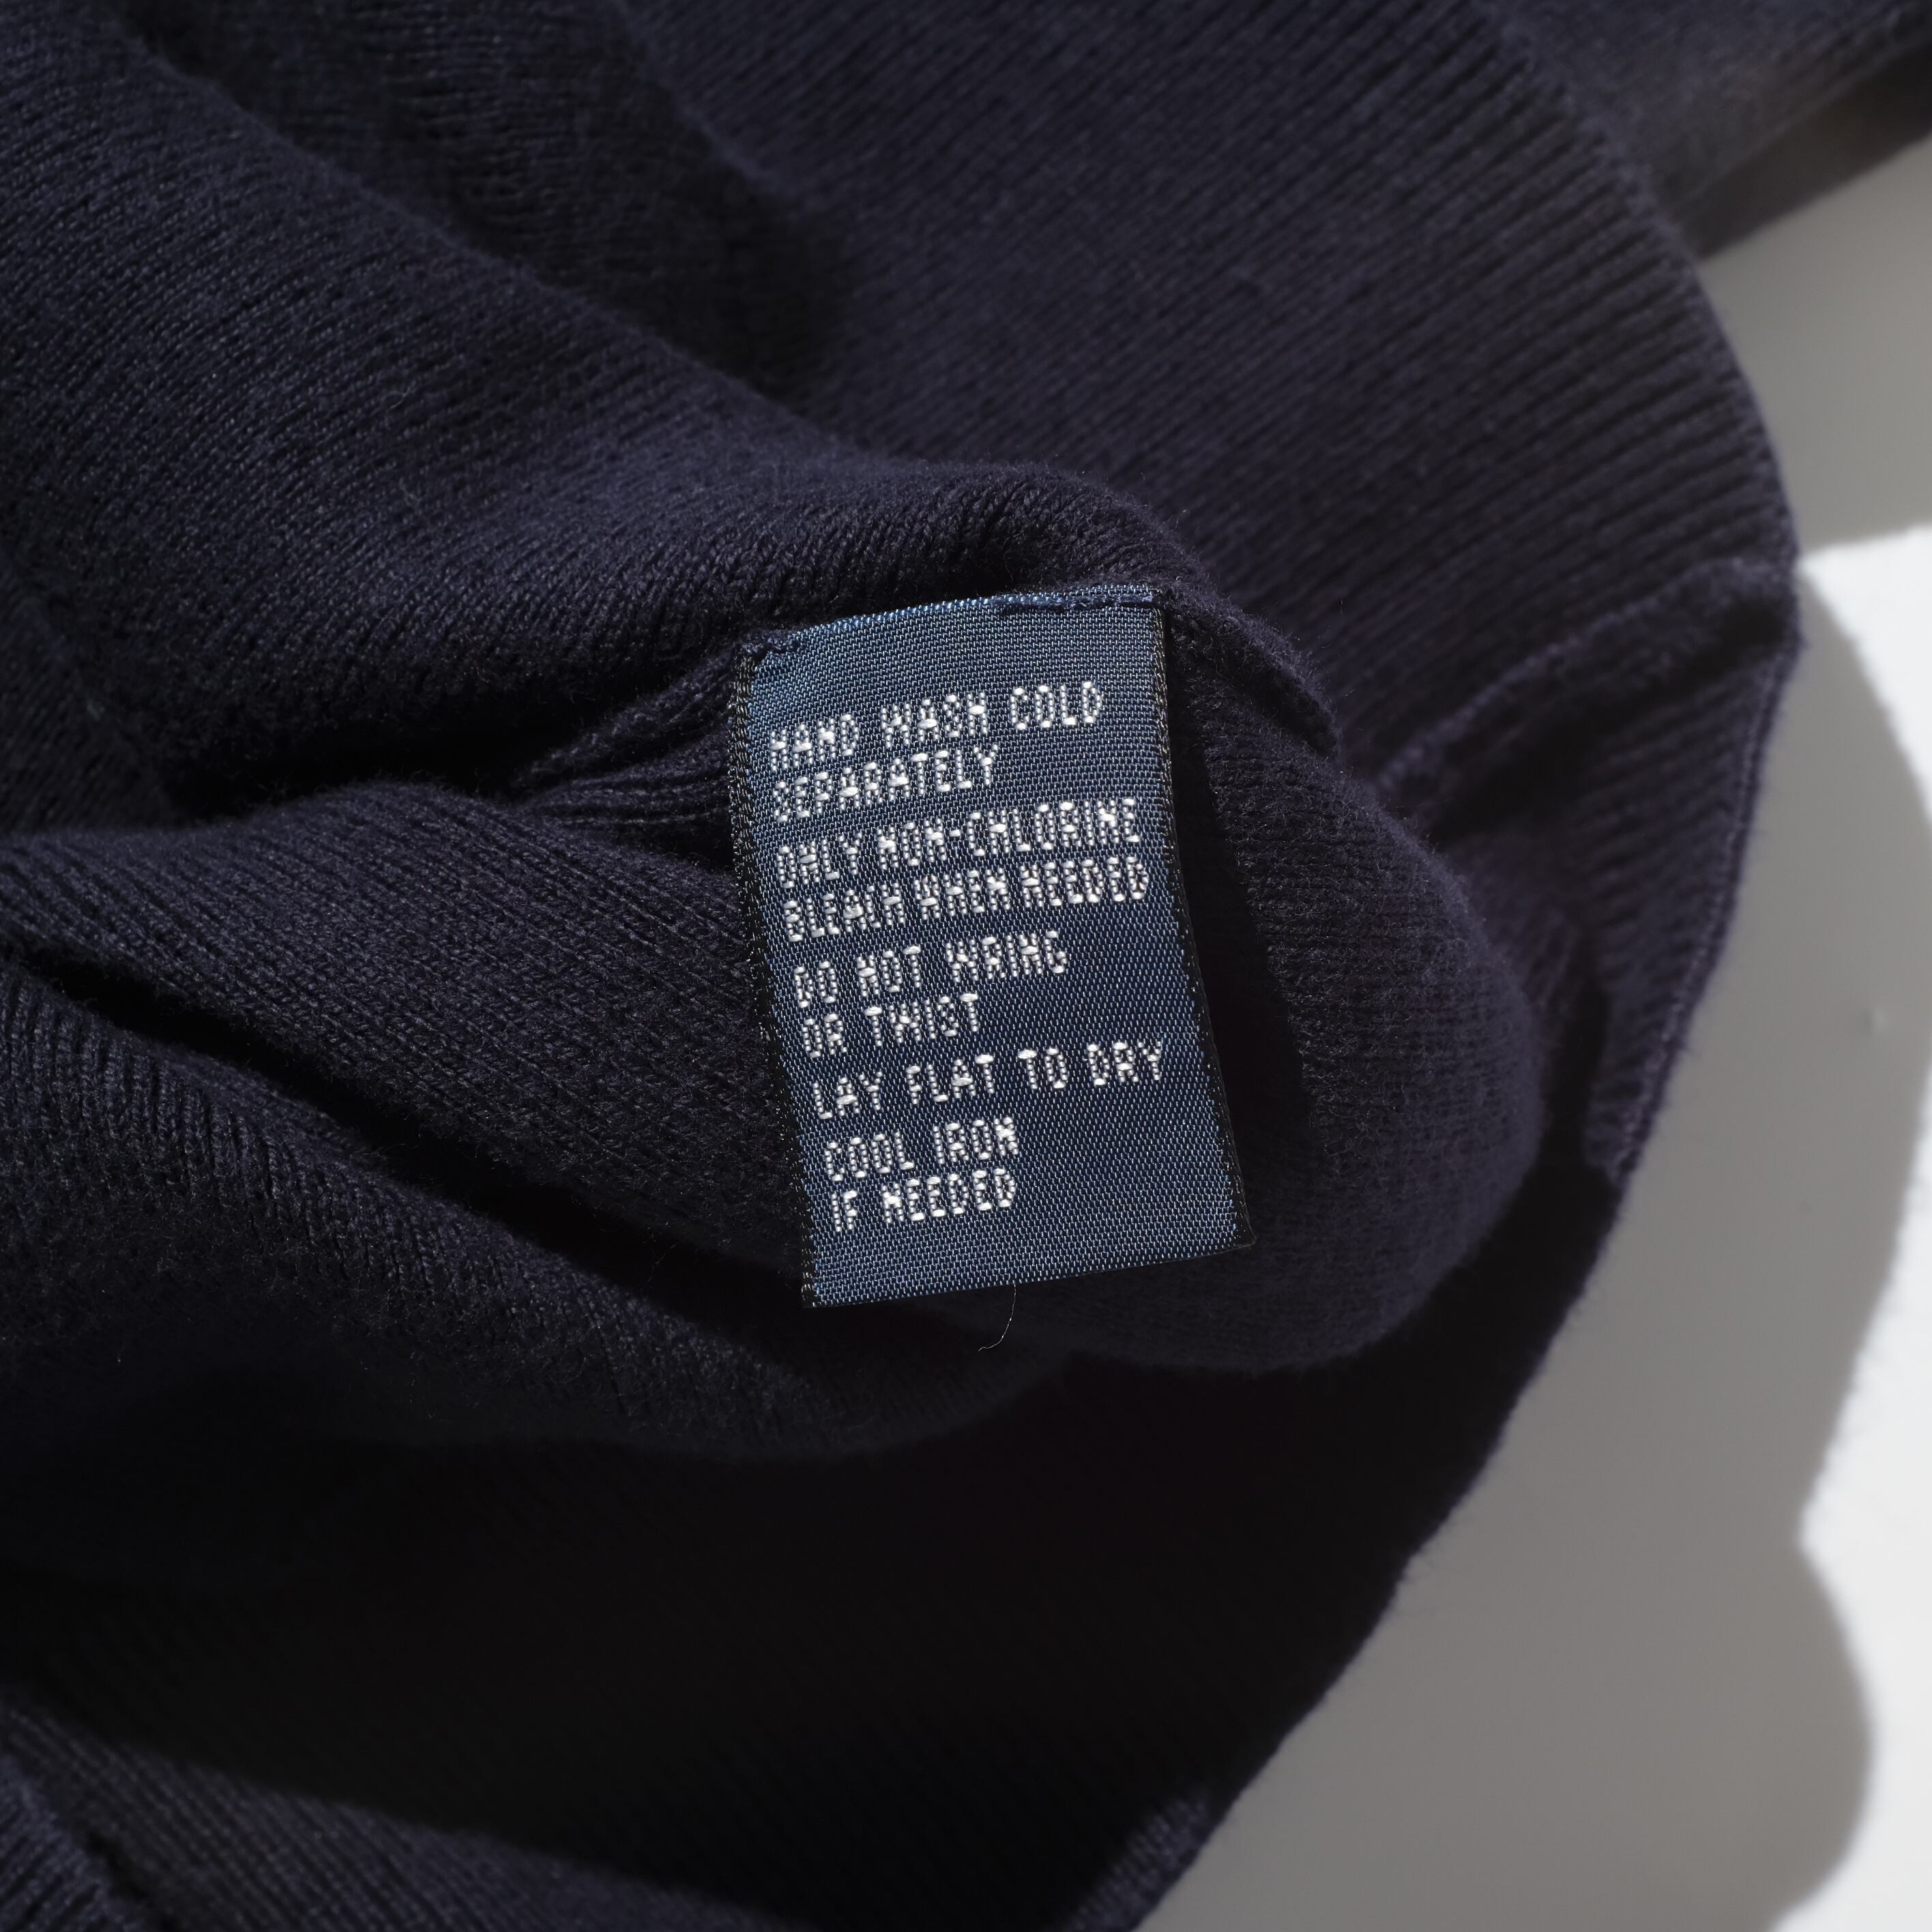 HAND WASH COLD
SEPARATELY
ONLY NON-CHLORINE
BLEACH WHEN NEEDED
DO NOT WRING
OR TWIST
LAY FLAT TO DRY
COOL IRON
IF NEEDED